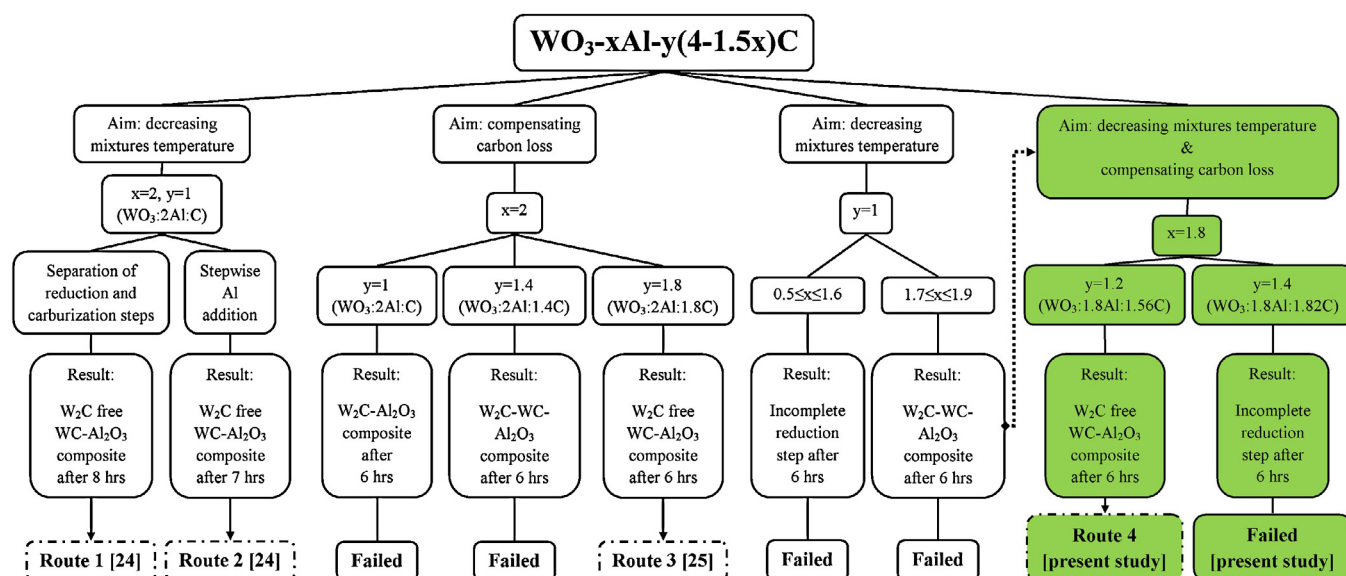 WO₃-xAl-y(4-1.5x)C
Aim: decreasing
mixtures temperature
x=2, y=1
(WO₃:2Al:C)
Separation of
reduction and
carburization steps
Result:
W₂C free
WC-Al₂O₃
composite
after 8 hrs
Route 1 [24]
Stepwise
Al
addition
Result:
W₂C free
WC-Al₂O₃
composite
after 7 hrs
Route 2 [24]
Aim: compensating
carbon loss
x=2
y=1
(WO₃:2Al:C)
Result:
W₂C-Al₂O₃
composite
after
6 hrs
Failed
y=1.4
(WO₃:2Al:1.4C)
Result:
W₂C-WC-
Al₂O₃
composite
after 6 hrs
Failed
y=1.8
(WO₃:2Al:1.8C)
Result:
W₂C free
WC-Al₂O₃
composite
after 6 hrs
Route 3 [25]
Aim: decreasing
mixtures temperature
y=1
0.5≤x≤1.6
Result:
Incomplete
reduction
step after
6 hrs
Failed
1.7≤x≤1.9
Result:
W₂C-WC-
Al₂O₃
composite
after 6 hrs
Failed
Aim: decreasing mixtures temperature
&
compensating carbon loss
x=1.8
y=1.2
(WO₃:1.8Al:1.56C)
Result:
W₂C free
WC-Al₂O₃
composite
after 6 hrs
Route 4
[present study]
y=1.4
(WO₃:1.8Al:1.82C)
Result:
Incomplete
reduction
step after
6 hrs
Failed
[present study]